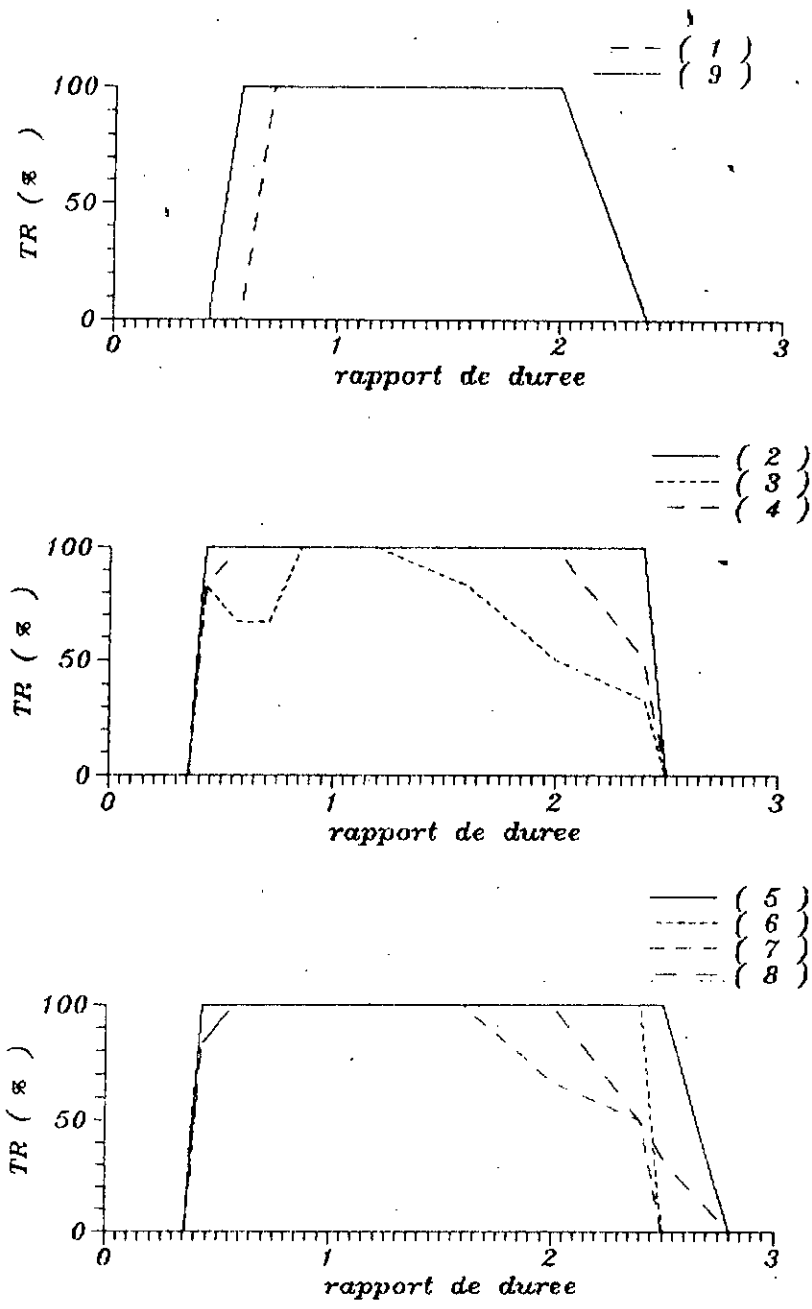 ( 1 )
( 9 )
100
50
0
TR ( % )
0 1 2 3
rapport de duree
( 2 )
( 3 )
( 4 )
100
50
0
TR ( % )
0 1 2 3
rapport de duree
( 5 )
( 6 )
( 7 )
( 8 )
100
50
0
TR ( % )
0 1 2 3
rapport de duree